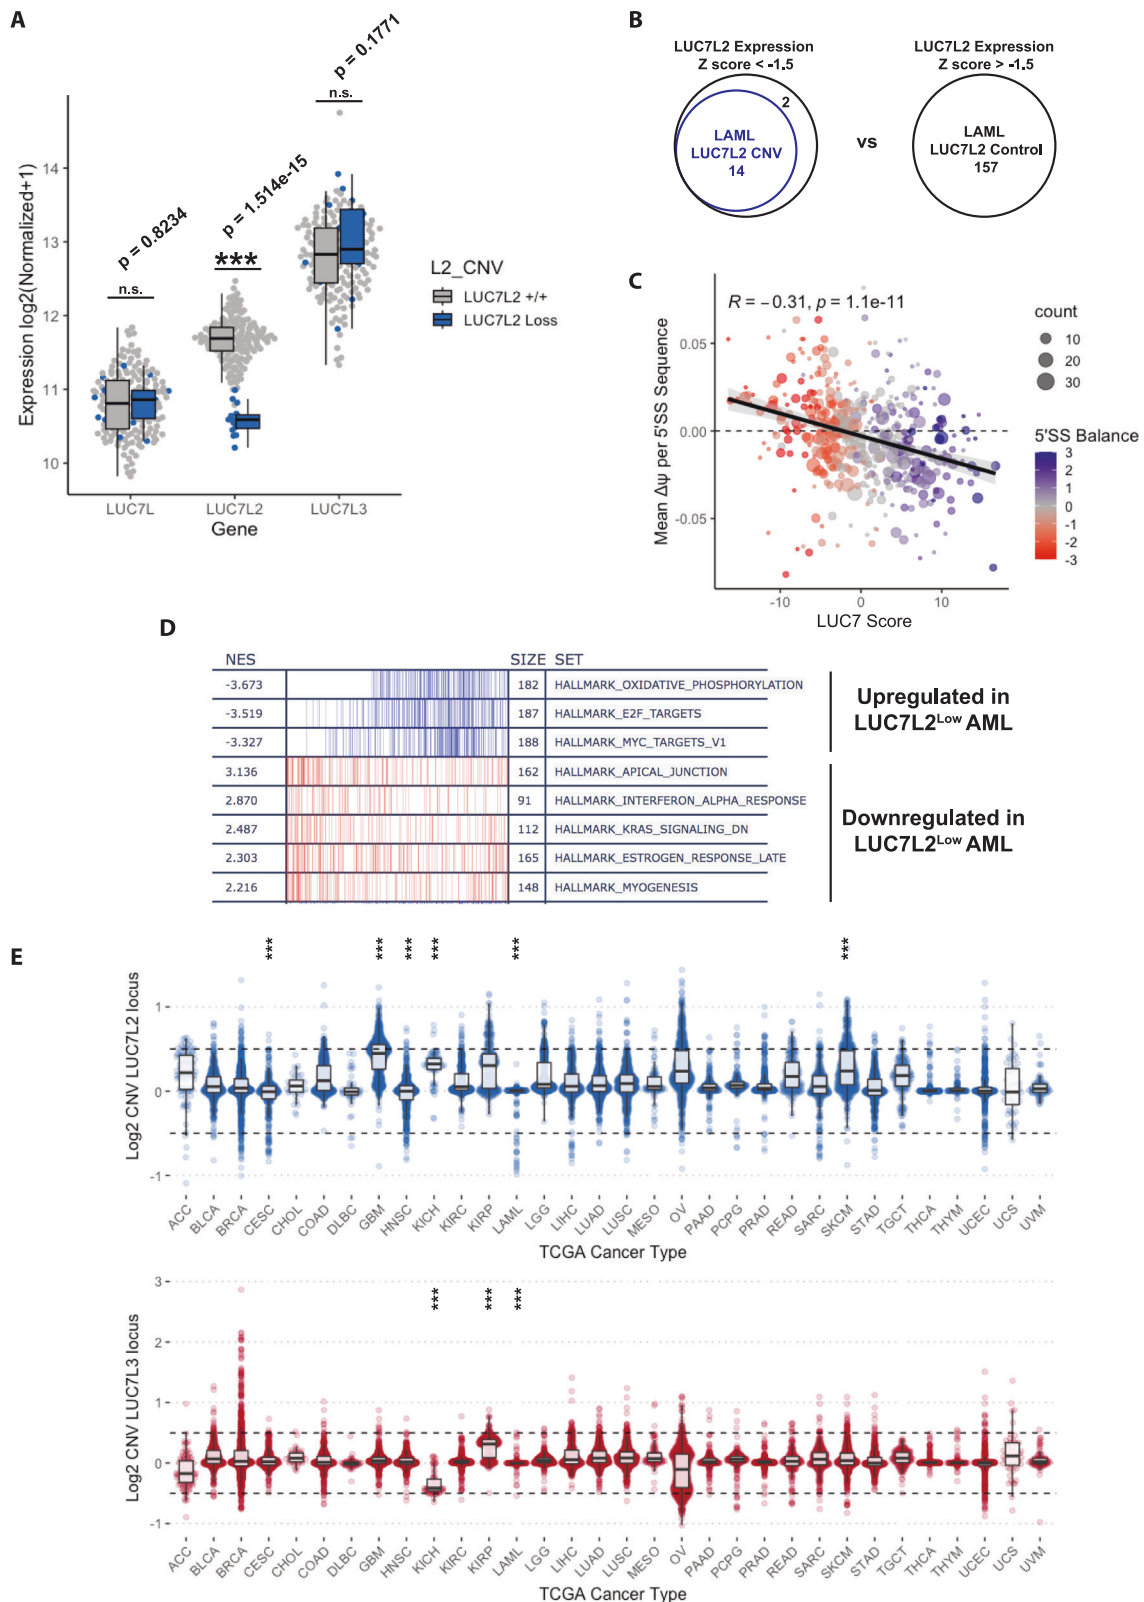 A
p = 0.8234
n.s.
p = 1.514e-15
***
p = 0.1771
n.s.
Expression log2(Normalized+1)
14
13
12
11
10
LUC7L
LUC7L2
LUC7L3
Gene
L2_CNV
LUC7L2 +/+
LUC7L2 Loss
B
LUC7L2 Expression
Z score < -1.5
2
LAML
LUC7L2 CNV
14
vs
LUC7L2 Expression
Z score > -1.5
LAML
LUC7L2 Control
157
C
R = −0.31, p = 1.1e-11
Mean Δψ per 5'SS Sequence
0.05
0.00
-0.05
-10
0
10
LUC7 Score
count
10
20
30
5'SS Balance
3
2
1
0
-1
-2
-3
D
NES SIZE SET
-3.673 182 HALLMARK_OXIDATIVE_PHOSPHORYLATION
-3.519 187 HALLMARK_E2F_TARGETS
-3.327 188 HALLMARK_MYC_TARGETS_V1
3.136 162 HALLMARK_APICAL_JUNCTION
2.870 91 HALLMARK_INTERFERON_ALPHA_RESPONSE
2.487 112 HALLMARK_KRAS_SIGNALING_DN
2.303 165 HALLMARK_ESTROGEN_RESPONSE_LATE
2.216 148 HALLMARK_MYOGENESIS
Upregulated in
LUC7L2Low AML
Downregulated in
LUC7L2Low AML
E
*** *** *** *** *** ***
Log2 CNV LUC7L2 locus
1
0
-1
ACC BLCA BRCA CESC CHOL COAD DLBC GBM HNSC KICH KIRC KIRP LAML LGG LIHC LUAD LUSC MESO OV PAAD PCPG PRAD READ SARC SKCM STAD TGCT THCA THYM UCEC UCS UVM
TCGA Cancer Type
*** *** ***
Log2 CNV LUC7L3 locus
3
2
1
0
-1
ACC BLCA BRCA CESC CHOL COAD DLBC GBM HNSC KICH KIRC KIRP LAML LGG LIHC LUAD LUSC MESO OV PAAD PCPG PRAD READ SARC SKCM STAD TGCT THCA THYM UCEC UCS UVM
TCGA Cancer Type